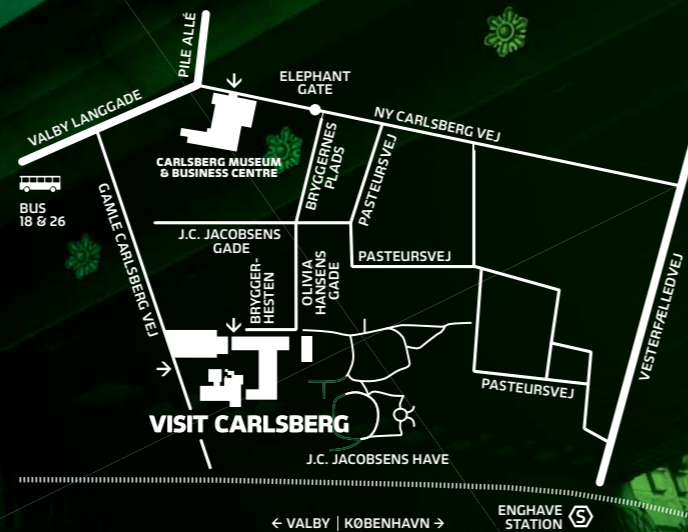 PILE ALLÉ
ELEPHANT
GATE
VALBY LANGGADE
NY CARLSBERG VEJ
CARLSBERG MUSEUM
& BUSINESS CENTRE
BRYGGERNES
PLADS
PASTEURSVEJ
BUS
18 & 26
GAMLE CARLSBERG VEJ
J.C. JACOBSENS
GADE
PASTEURSVEJ
BRYGGER-
HESTEN
OLIVIA
HANSENS
GADE
VESTERFÆLLEDVEJ
PASTEURSVEJ
VISIT CARLSBERG
J.C. JACOBSENS HAVE
← VALBY | KØBENHAVN →
ENGHAVE
STATION S